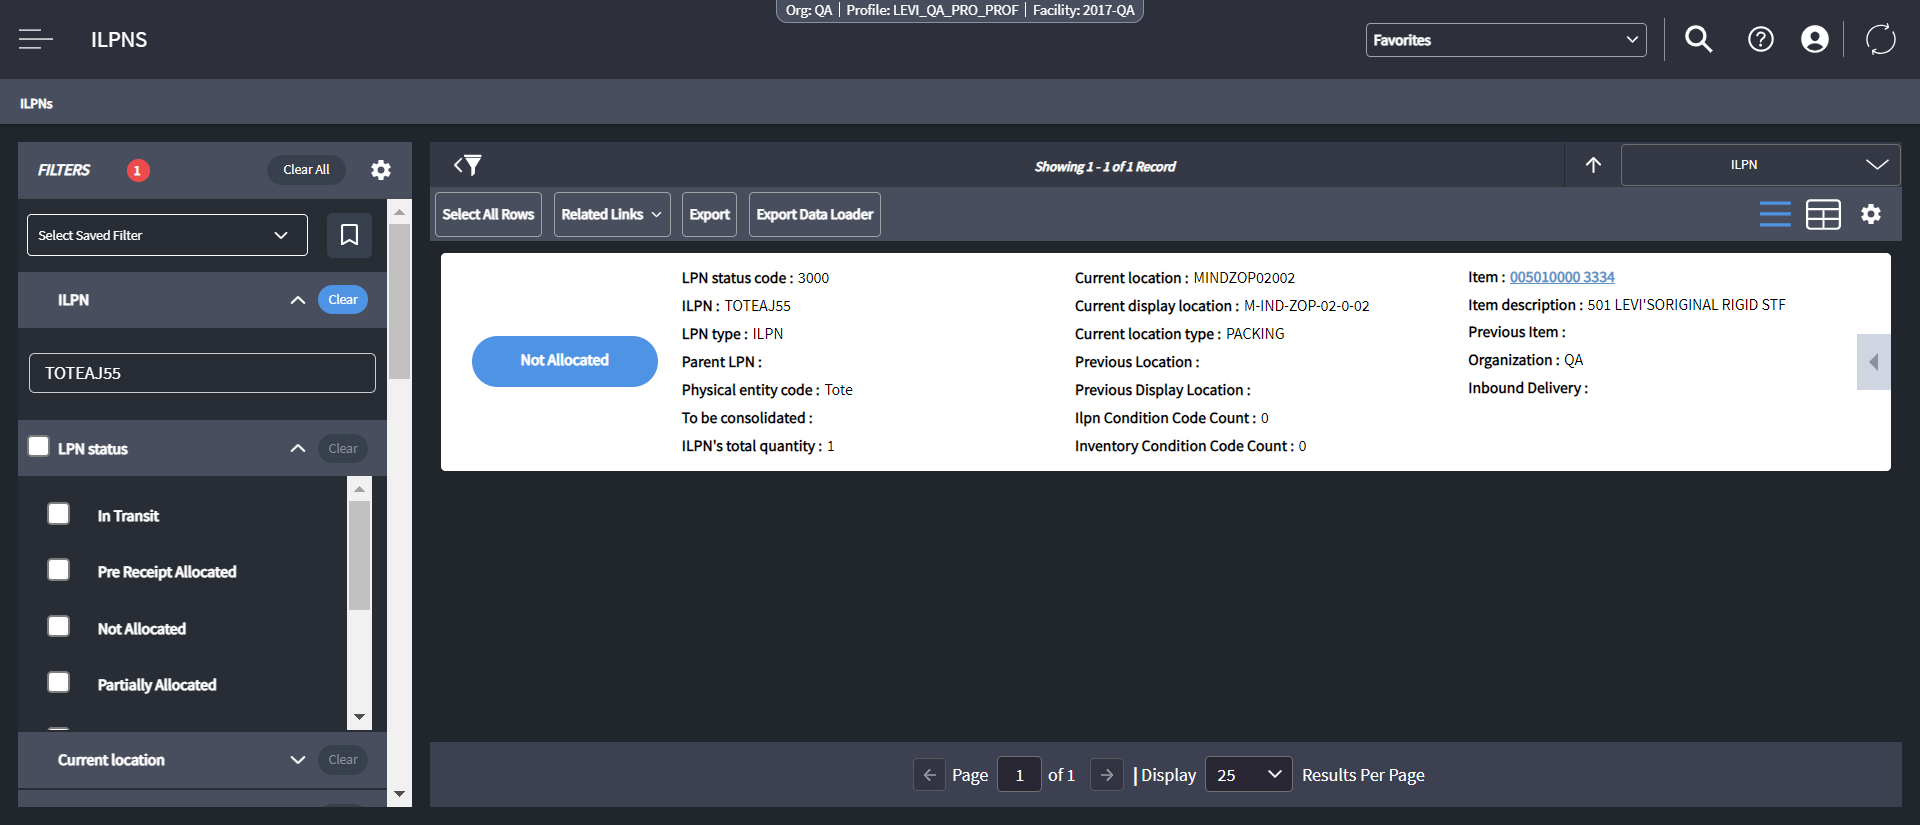 Org: QA | Profile: LEVI_QA_PRO_PROF | Facility: 2017-QA
ILPNS
Favorites
ILPNs
FILTERS
1
Clear All
Select Saved Filter
ILPN
Clear
TOTEAJ55
LPN status
Clear
In Transit
Pre Receipt Allocated
Not Allocated
Partially Allocated
Current location
Clear
Showing 1 - 1 of 1 Record
ILPN
Select All Rows
Related Links
Export
Export Data Loader
Not Allocated
LPN status code : 3000
ILPN : TOTEAJ55
LPN type : ILPN
Parent LPN :
Physical entity code : Tote
To be consolidated :
ILPN's total quantity : 1
Current location : MINDZOP02002
Current display location : M-IND-ZOP-02-0-02
Current location type : PACKING
Previous Location :
Previous Display Location :
Ilpn Condition Code Count : 0
Inventory Condition Code Count : 0
Item : 005010000 3334
Item description : 501 LEVI'SORIGINAL RIGID STF
Previous Item :
Organization : QA
Inbound Delivery :
Page 1 of 1 | Display 25 Results Per Page